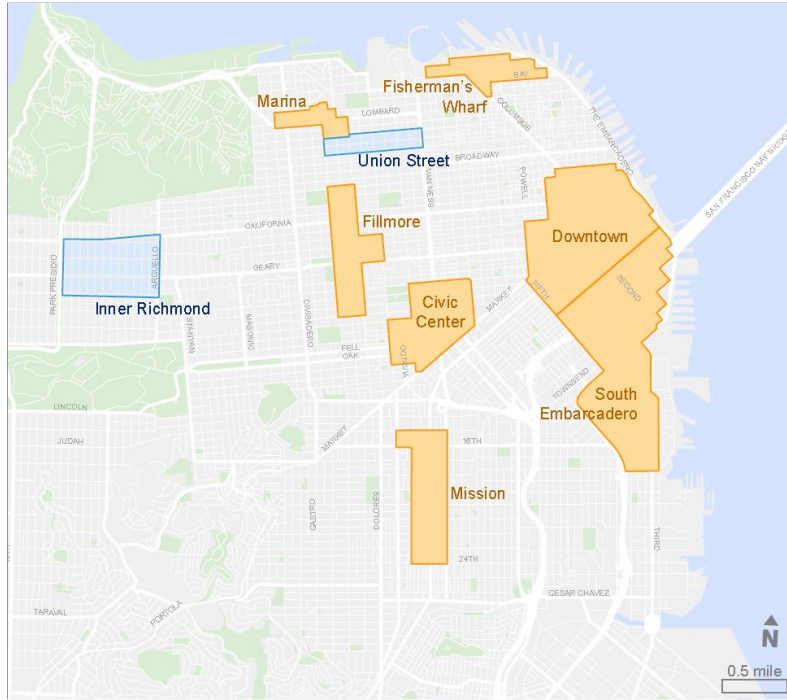 Fisherman's
Wharf
BAY
Marina
LOMBARD
COLUMBUS
THE EMBARCADERO
Union Street
BROADWAY
VAN NESS
POWELL
SAN FRANCISCO BAY BRIDGE
CALIFORNIA
Fillmore
Downtown
PARK PRESIDIO
ARGUELLO
GEARY
SECOND
FIFTH
MARKET
Inner Richmond
Civic
Center
STANYAN
MASONIC
DIVISADERO
FELL
OAK
OCTAVIA
TOWNSEND
South
Embarcadero
LINCOLN
JUDAH
MARKET
16TH
CASTRO
DOLORES
Mission
THIRD
24TH
CESAR CHAVEZ
TARAVAL
PORTOLA
N
0.5 mile